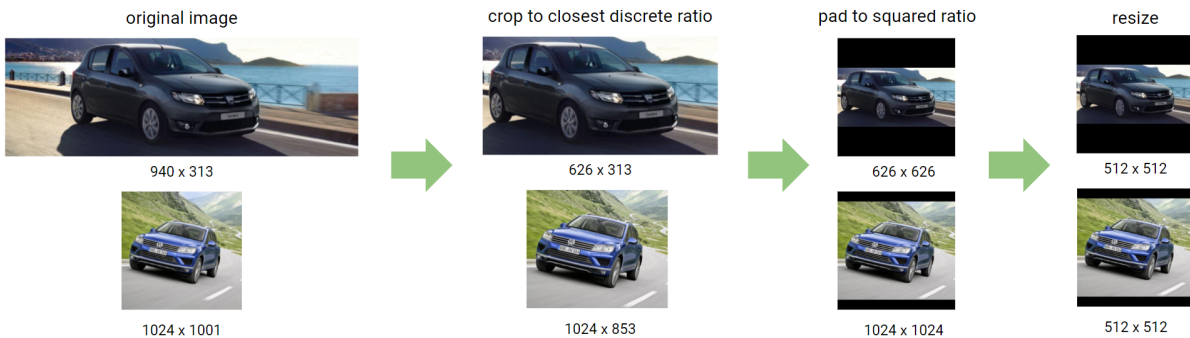 original image
crop to closest discrete ratio
pad to squared ratio
resize
940 x 313
626 x 313
626 x 626
512 x 512
1024 x 1001
1024 x 853
1024 x 1024
512 x 512